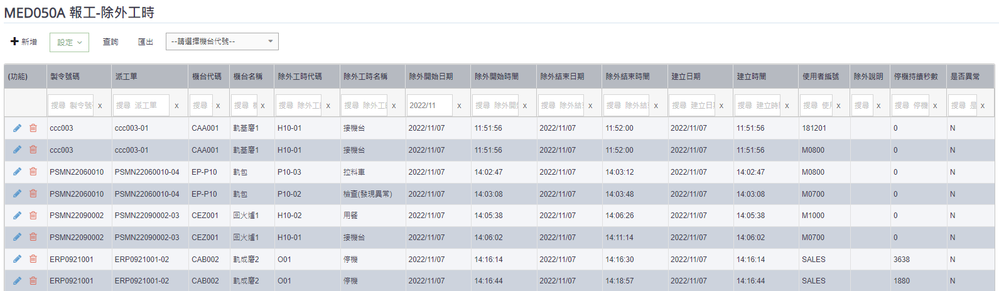 MED050A 報工-除外工時
新增 設定 查詢 匯出 --請選擇機台代號--
(功能) 製令號碼 派工單 機台代碼 機台名稱 除外工時代碼 除外工時名稱 除外開始日期 除外開始時間 除外結束日期 除外結束時間 建立日期 建立時間 使用者編號 除外說明 停機持續秒數 是否異常
搜尋 製令號 x 搜尋 派工單 x 搜尋 x 搜尋 x 搜尋 除外工 x 搜尋 除外工 x 2022/11 x 搜尋 除外開 x 搜尋 除外結 x 搜尋 除外結 x 搜尋 建立日 x 搜尋 建立時 x 搜尋 使 x 搜尋 x 搜尋 停機 x 搜尋 是 x
ccc003 ccc003-01 CAA001 軌基磨1 H10-01 接機台 2022/11/07 11:51:56 2022/11/07 11:52:00 2022/11/07 11:51:56 181201 0 N
ccc003 ccc003-01 CAA001 軌基磨1 H10-01 接機台 2022/11/07 11:51:56 2022/11/07 11:52:00 2022/11/07 11:51:56 M0800 0 N
PSMN22060010 PSMN22060010-04 EP-P10 軌包 P10-03 拉料車 2022/11/07 14:02:47 2022/11/07 14:03:12 2022/11/07 14:02:47 M0800 0 N
PSMN22060010 PSMN22060010-04 EP-P10 軌包 P10-02 檢查(發現異常) 2022/11/07 14:03:08 2022/11/07 14:03:48 2022/11/07 14:03:08 M0700 0 N
PSMN22090002 PSMN22090002-03 CEZ001 回火爐1 H10-02 用餐 2022/11/07 14:05:38 2022/11/07 14:06:26 2022/11/07 14:05:38 M1000 0 N
PSMN22090002 PSMN22090002-03 CEZ001 回火爐1 H10-01 接機台 2022/11/07 14:06:02 2022/11/07 14:11:14 2022/11/07 14:06:02 M0700 0 N
ERP0921001 ERP0921001-02 CAB002 軌成磨2 O01 停機 2022/11/07 14:16:14 2022/11/07 14:16:30 2022/11/07 14:16:14 SALES 3638 N
ERP0921001 ERP0921001-02 CAB002 軌成磨2 O01 停機 2022/11/07 14:16:44 2022/11/07 14:18:57 2022/11/07 14:16:44 SALES 1880 N